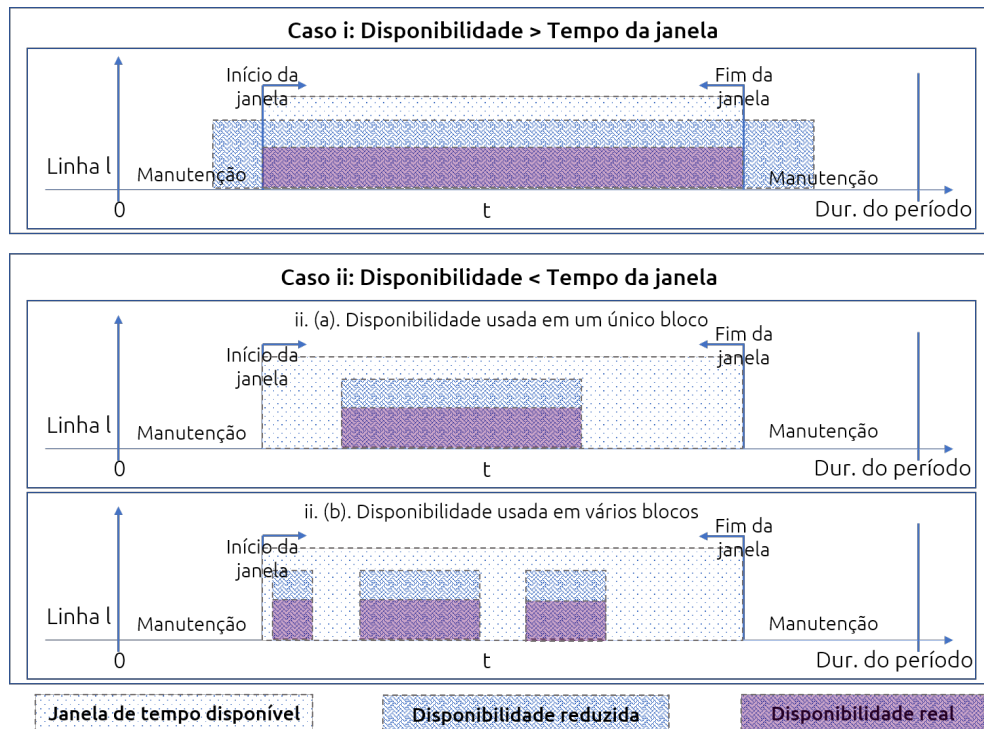 Caso i: Disponibilidade > Tempo da janela
Início da
janela
Fim da
janela
Linha l
Manutenção
Manutenção
0
t
Dur. do período
Caso ii: Disponibilidade < Tempo da janela
ii. (a). Disponibilidade usada em um único bloco
Início da
janela
Fim da
janela
Linha l
Manutenção
Manutenção
0
t
Dur. do período
ii. (b). Disponibilidade usada em vários blocos
Início da
janela
Fim da
janela
Linha l
Manutenção
Manutenção
0
t
Dur. do período
Janela de tempo disponível
Disponibilidade reduzida
Disponibilidade real